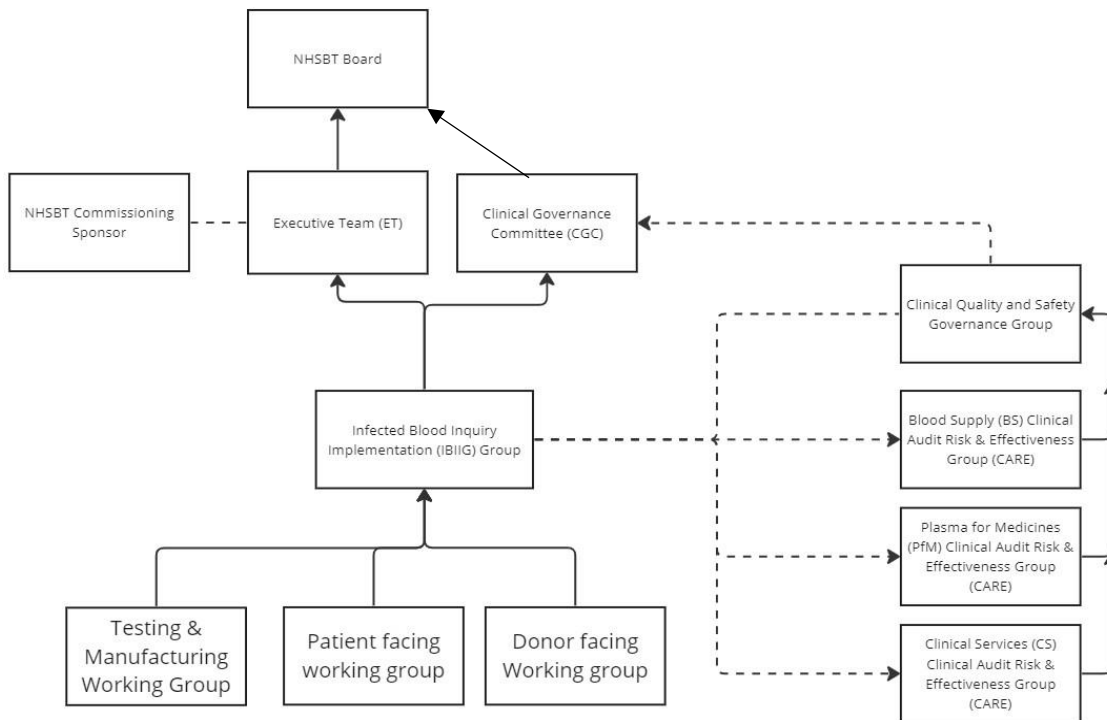 NHSBT Board
NHSBT Commissioning
Sponsor
Executive Team (ET)
Clinical Governance
Committee (CGC)
Clinical Quality and Safety
Governance Group
Infected Blood Inquiry
Implementation (IBIIG) Group
Blood Supply (BS) Clinical
Audit Risk & Effectiveness
Group (CARE)
Plasma for Medicines
(PfM) Clinical Audit Risk &
Effectiveness Group
(CARE)
Testing &
Manufacturing
Working Group
Patient facing
working group
Donor facing
Working group
Clinical Services (CS)
Clinical Audit Risk &
Effectiveness Group
(CARE)